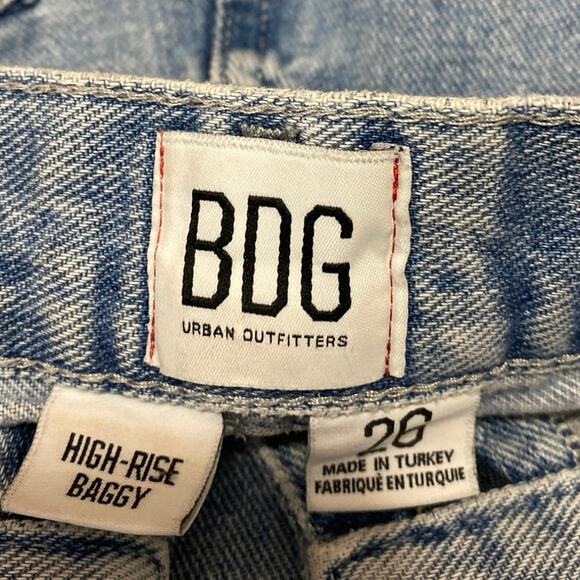 BDG
URBAN OUTFITTERS
HIGH-RISE
BAGGY
26
MADE IN TURKEY
FABRIQUÉ EN TURQUIE